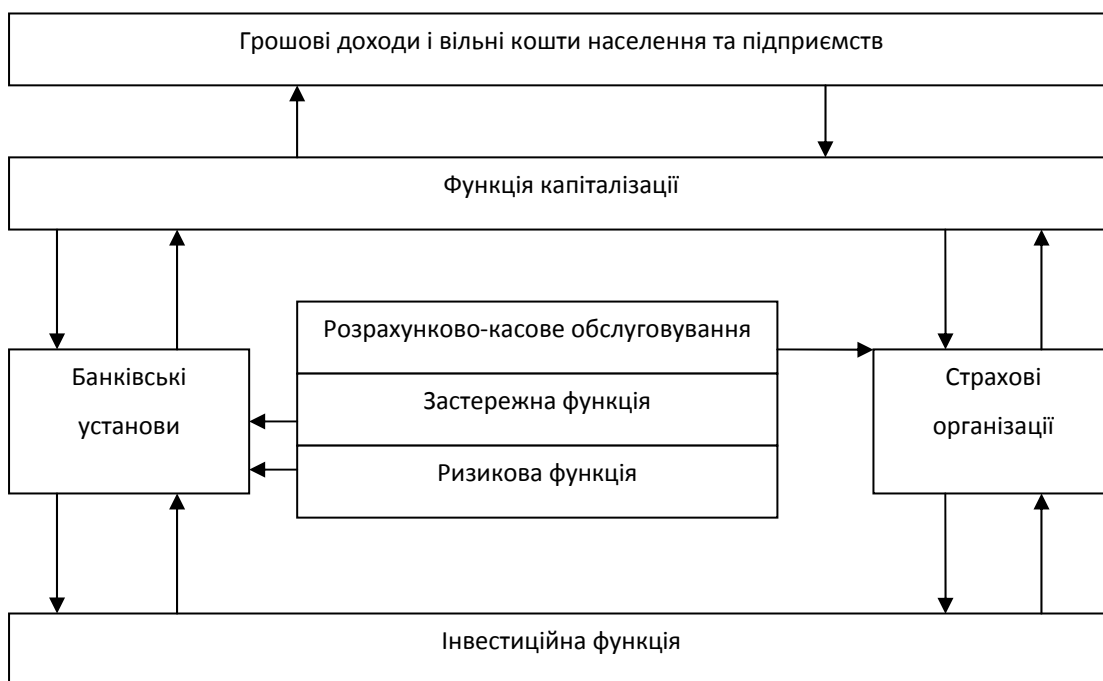 Грошові доходи і вільні кошти населення та підприємств
Функція капіталізації
Розрахунково-касове обслуговування
Застережна функція
Ризикова функція
Банківські
установи
Страхові
організації
Інвестиційна функція